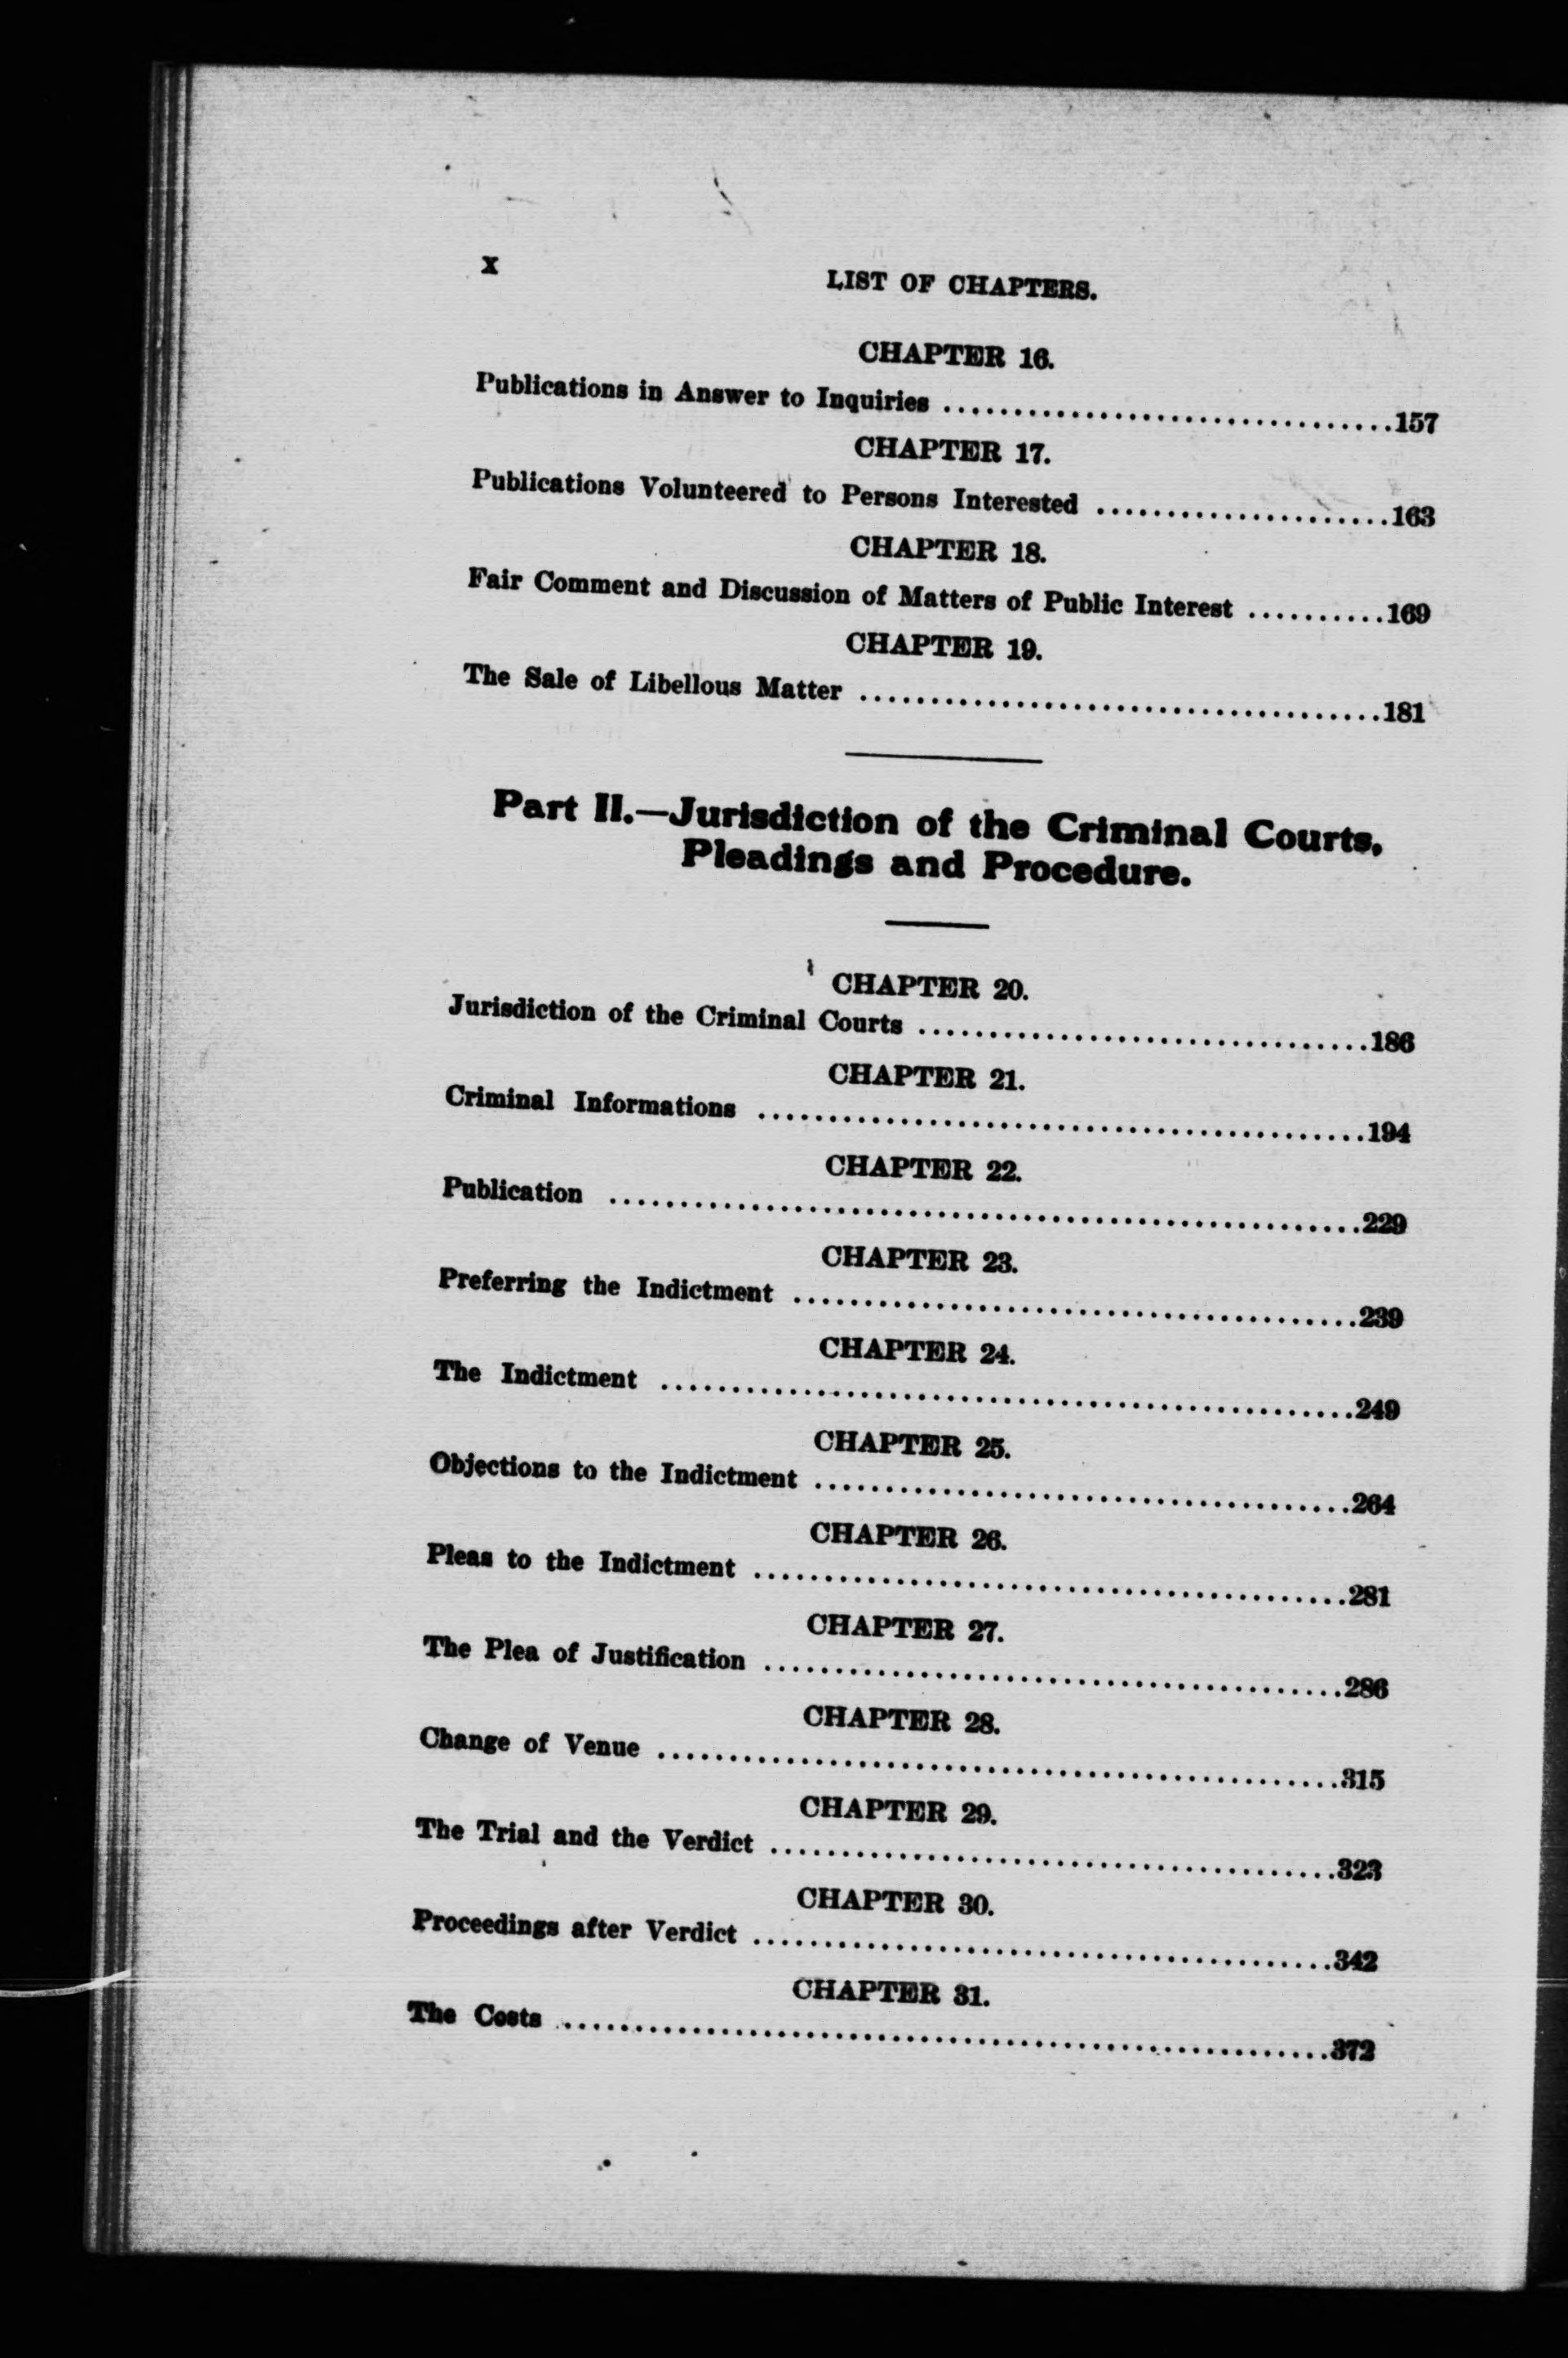 x
LIST OF CHAPTERS.
CHAPTER 16.
Publications in Answer to Inquiries ................................157
CHAPTER 17.
Publications Volunteered to Persons Interested .....................163
CHAPTER 18.
Fair Comment and Discussion of Matters of Public Interest ..........169
CHAPTER 19.
The Sale of Libellous Matter .....................................181
Part II.—Jurisdiction of the Criminal Courts,
Pleadings and Procedure.
CHAPTER 20.
Jurisdiction of the Criminal Courts ................................186
CHAPTER 21.
Criminal Informations ...........................................194
CHAPTER 22.
Publication .....................................................229
CHAPTER 23.
Preferring the Indictment ........................................239
CHAPTER 24.
The Indictment .................................................249
CHAPTER 25.
Objections to the Indictment ......................................264
CHAPTER 26.
Pleas to the Indictment ..........................................281
CHAPTER 27.
The Plea of Justification .........................................286
CHAPTER 28.
Change of Venue ................................................315
CHAPTER 29.
The Trial and the Verdict ........................................323
CHAPTER 30.
Proceedings after Verdict .........................................342
CHAPTER 31.
The Costs ......................................................372